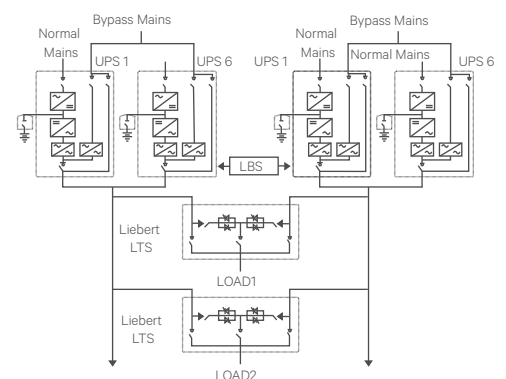 Bypass Mains
Bypass Mains
Normal
Mains
Normal
Mains
Normal Mains
UPS 1
UPS 6
UPS 1
UPS 6
LBS
Liebert
LTS
LOAD1
Liebert
LTS
LOAD2